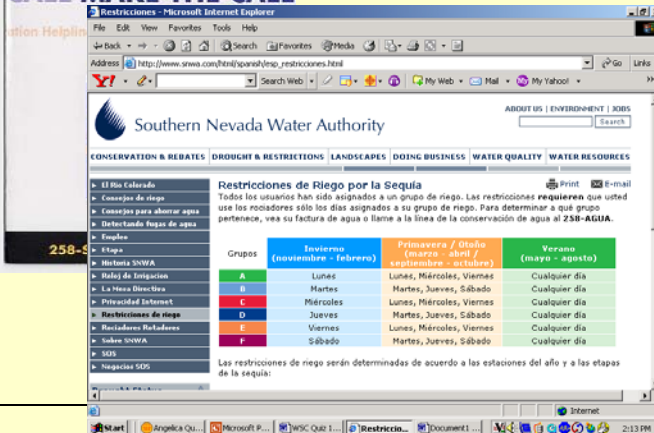 CALL MAKE THE CALL
ation Helplin
258-S
Restricciones - Microsoft Internet Explorer
File Edit View Favorites Tools Help
Back Search Favorites Media
Address http://www.snwa.com/html/spanish/esp_restricciones.html Go Links
Y! Search Web My Web Mail My Yahoo!
Southern Nevada Water Authority
ABOUT US | ENVIRONMENT | JOBS
Search
CONSERVATION & REBATES DROUGHT & RESTRICTIONS LANDSCAPES DOING BUSINESS WATER QUALITY WATER RESOURCES
El Rio Colorado
Consejos de riego
Consejos para ahorrar agua
Detectando fugas de agua
Empleo
Etapa
Historia SNWA
Reloj de Irrigacion
La Mesa Directiva
Privacidad Internet
Restricciones de riego
Rociadores Rotadores
Sobre SNWA
SOS
Negocios SOS
Drought Status
Restricciones de Riego por la Sequía
Print E-mail
Todos los usuarios han sido asignados a un grupo de riego. Las restricciones requieren que usted
use los rociadores sólo los días asignados a su grupo de riego. Para determinar a qué grupo
pertenece, vea su factura de agua o llame a la línea de la conservación de agua al 258-AGUA.
Grupos Invierno (noviembre - febrero) Primavera / Otoño (marzo - abril / septiembre - octubre) Verano (mayo - agosto)
A Lunes Lunes, Miércoles, Viernes Cualquier día
B Martes Martes, Jueves, Sábado Cualquier día
C Miércoles Lunes, Miércoles, Viernes Cualquier día
D Jueves Martes, Jueves, Sábado Cualquier día
E Viernes Lunes, Miércoles, Viernes Cualquier día
F Sábado Martes, Jueves, Sábado Cualquier día
Las restricciones de riego serán determinadas de acuerdo a las estaciones del año y a las etapas
de la sequía:
Internet
Start Angelica Qu... Microsoft P... WSC Quiz 1... Restriccio... Document1 ... 2:13 PM